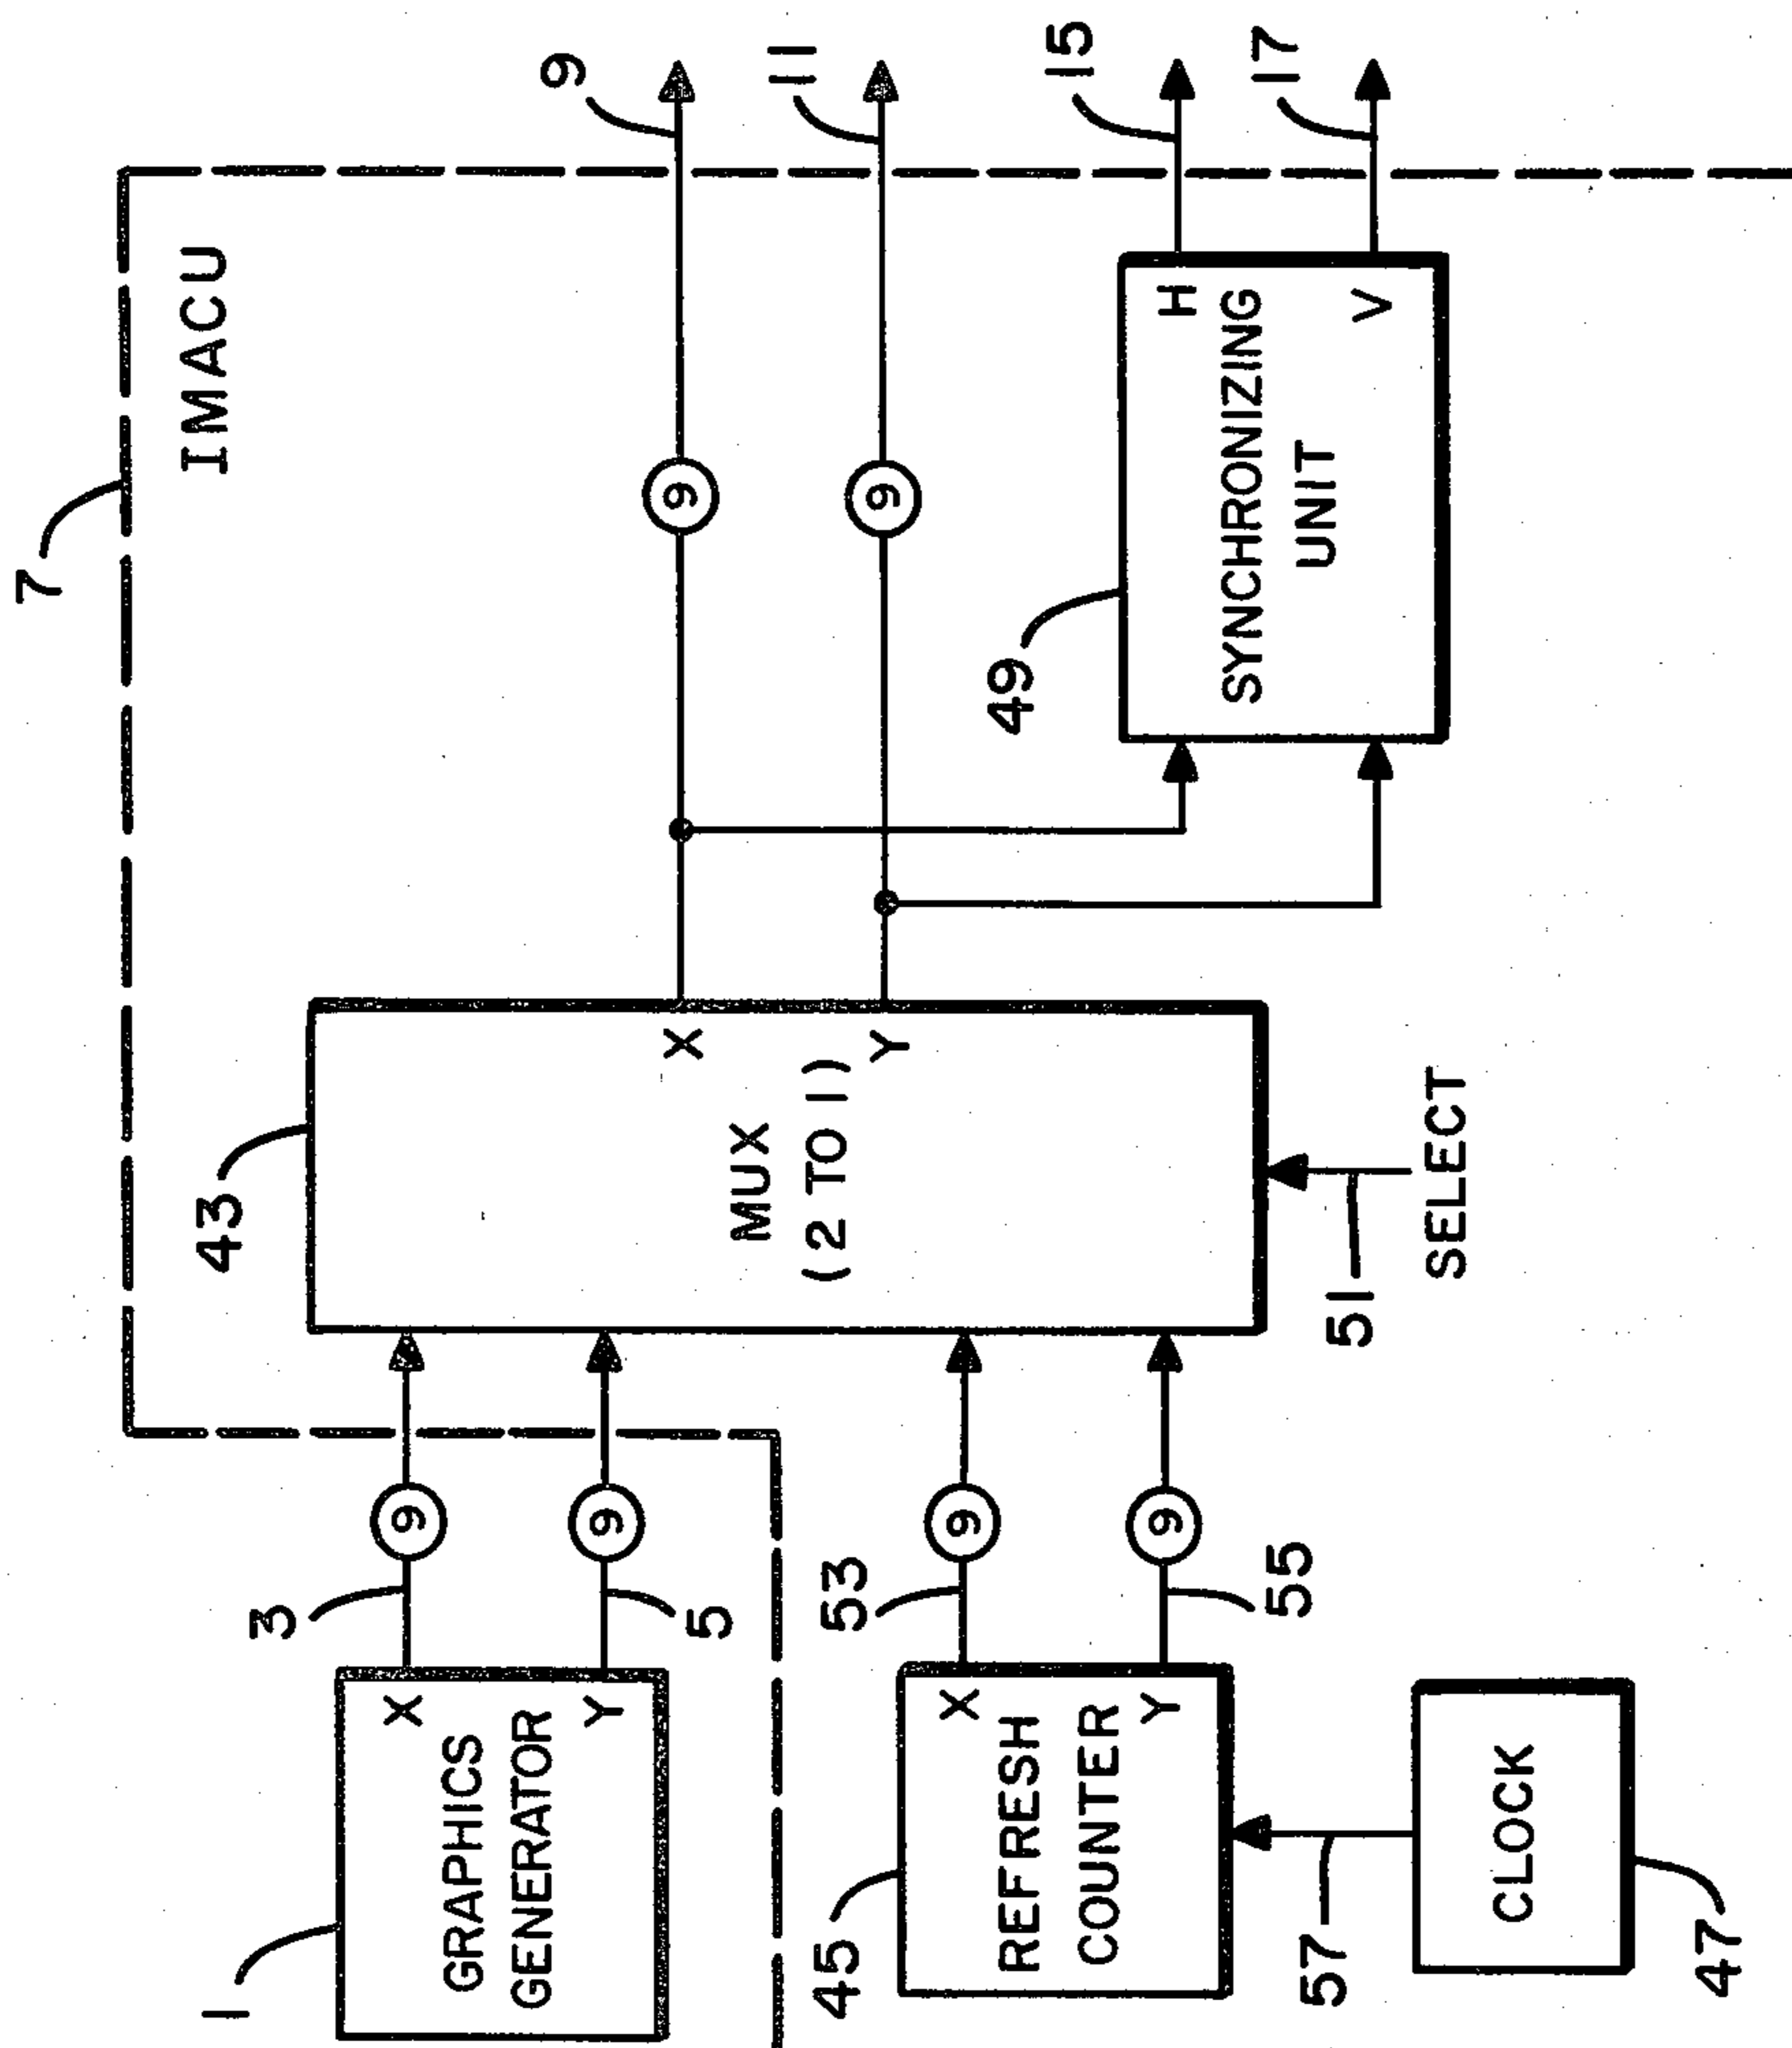 7
IMACU
1
GRAPHICS
GENERATOR
X
Y
3
5
9
9
43
MUX
(2 TO 1)
X
Y
9
9
9
11
45
REFRESH
COUNTER
X
Y
53
55
9
9
51
SELECT
49
SYNCHRONIZING
UNIT
H
V
15
17
57
CLOCK
47